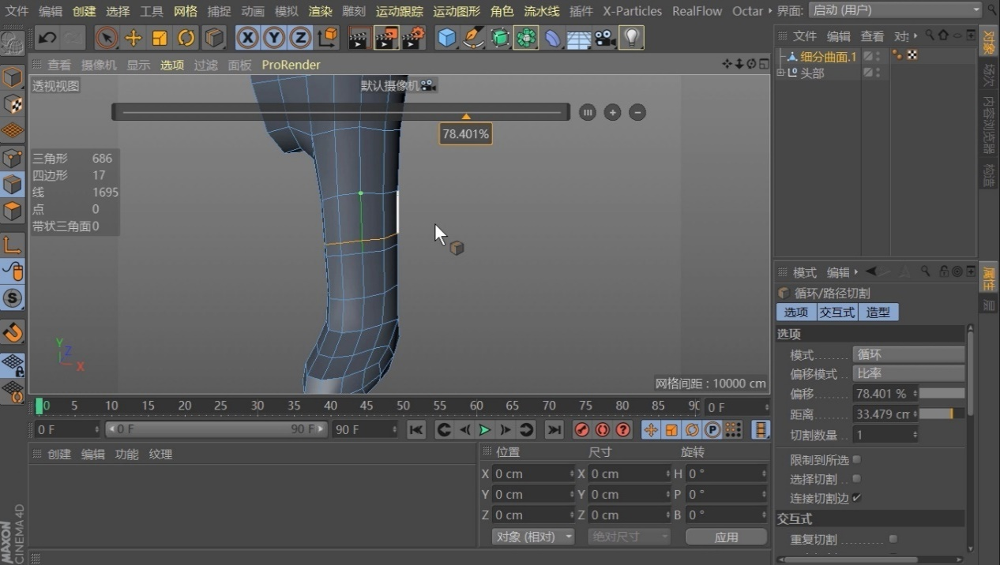 文件 编辑 创建 选择 工具 网格 捕捉 动画 模拟 渲染 雕刻 运动跟踪 运动图形 角色 流水线 插件 X-Particles RealFlow Octar 界面: 启动 (用户)
文件 编辑 查看 对
查看 摄像机 显示 选项 过滤 面板 ProRender
细分曲面.1
头部
透视视图
默认摄像机
78.401%
三角形 686
四边形 17
线 1695
点 0
带状三角面 0
Y
Z
X
网格间距 : 10000 cm
对象
场次
内容浏览器
构造
属性
层
模式 编辑
循环/路径切割
选项 交互式 造型
选项
模式 循环
偏移模式 比率
偏移 78.401 %
距离 33.479 cm
切割数量 1
限制到所选
选择切割
连接切割边
交互式
重复切割
0 5 10 15 20 25 30 35 40 45 50 55 60 65 70 75 80 85 90 0 F
0 F 0 F 90 F 90 F
创建 编辑 功能 纹理
位置 尺寸 旋转
X 0 cm X 0 cm H 0 °
Y 0 cm Y 0 cm P 0 °
Z 0 cm Z 0 cm B 0 °
对象 (相对) 绝对尺寸 应用
MAXON
CINEMA4D